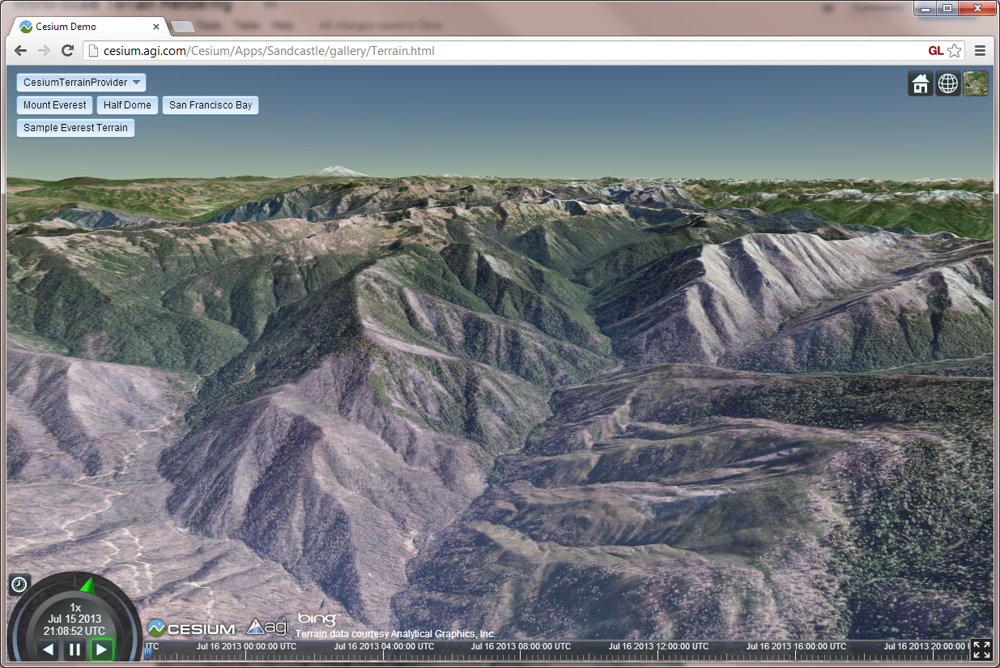 Cesium Demo
cesium.agi.com/Cesium/Apps/Sandcastle/gallery/Terrain.html
GL
CesiumTerrainProvider
Mount Everest
Half Dome
San Francisco Bay
Sample Everest Terrain
1x
Jul 15 2013
21:08:52 UTC
CESIUM
agi
bing
Terrain data courtesy Analytical Graphics, Inc.
UTC
Jul 16 2013 00:00:00 UTC
Jul 16 2013 04:00:00 UTC
Jul 16 2013 08:00:00 UTC
Jul 16 2013 12:00:00 UTC
Jul 16 2013 16:00:00 UTC
Jul 16 2013 20:00:00